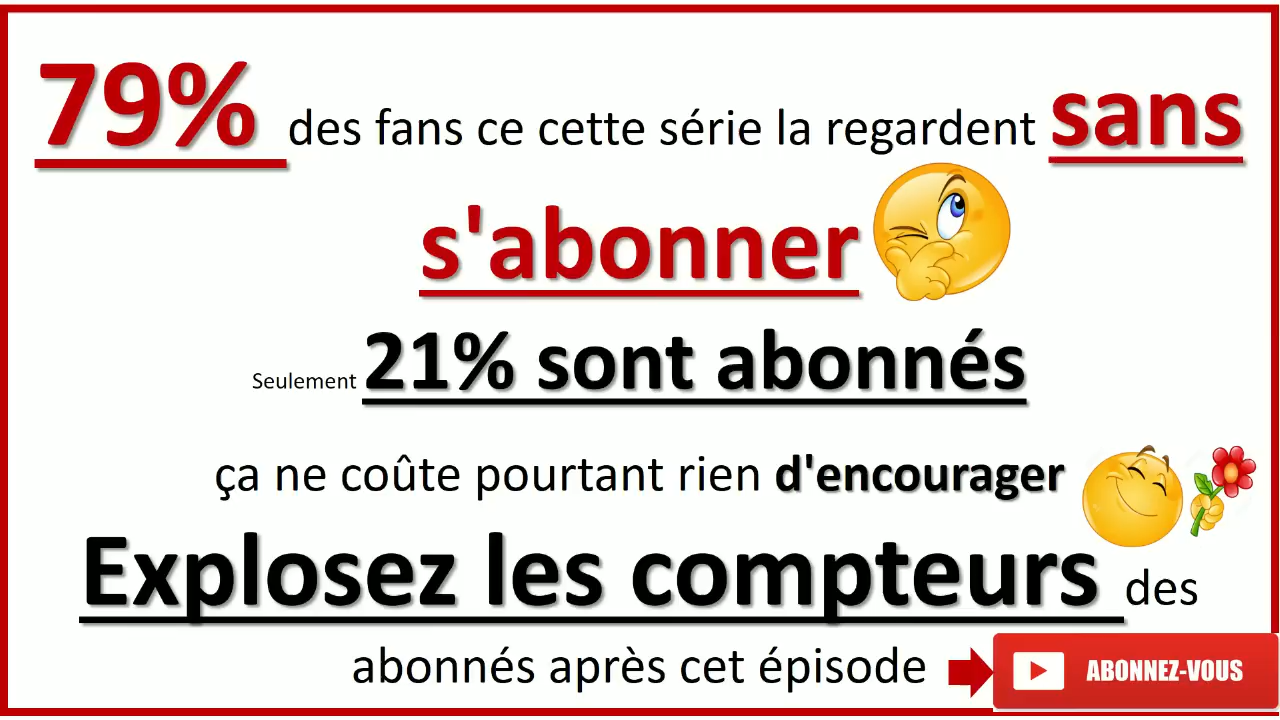 79% des fans ce cette série la regardent sans
s'abonner
Seulement 21% sont abonnés
ça ne coûte pourtant rien d'encourager
Explosez les compteurs des
abonnés après cet épisode
ABONNEZ-VOUS